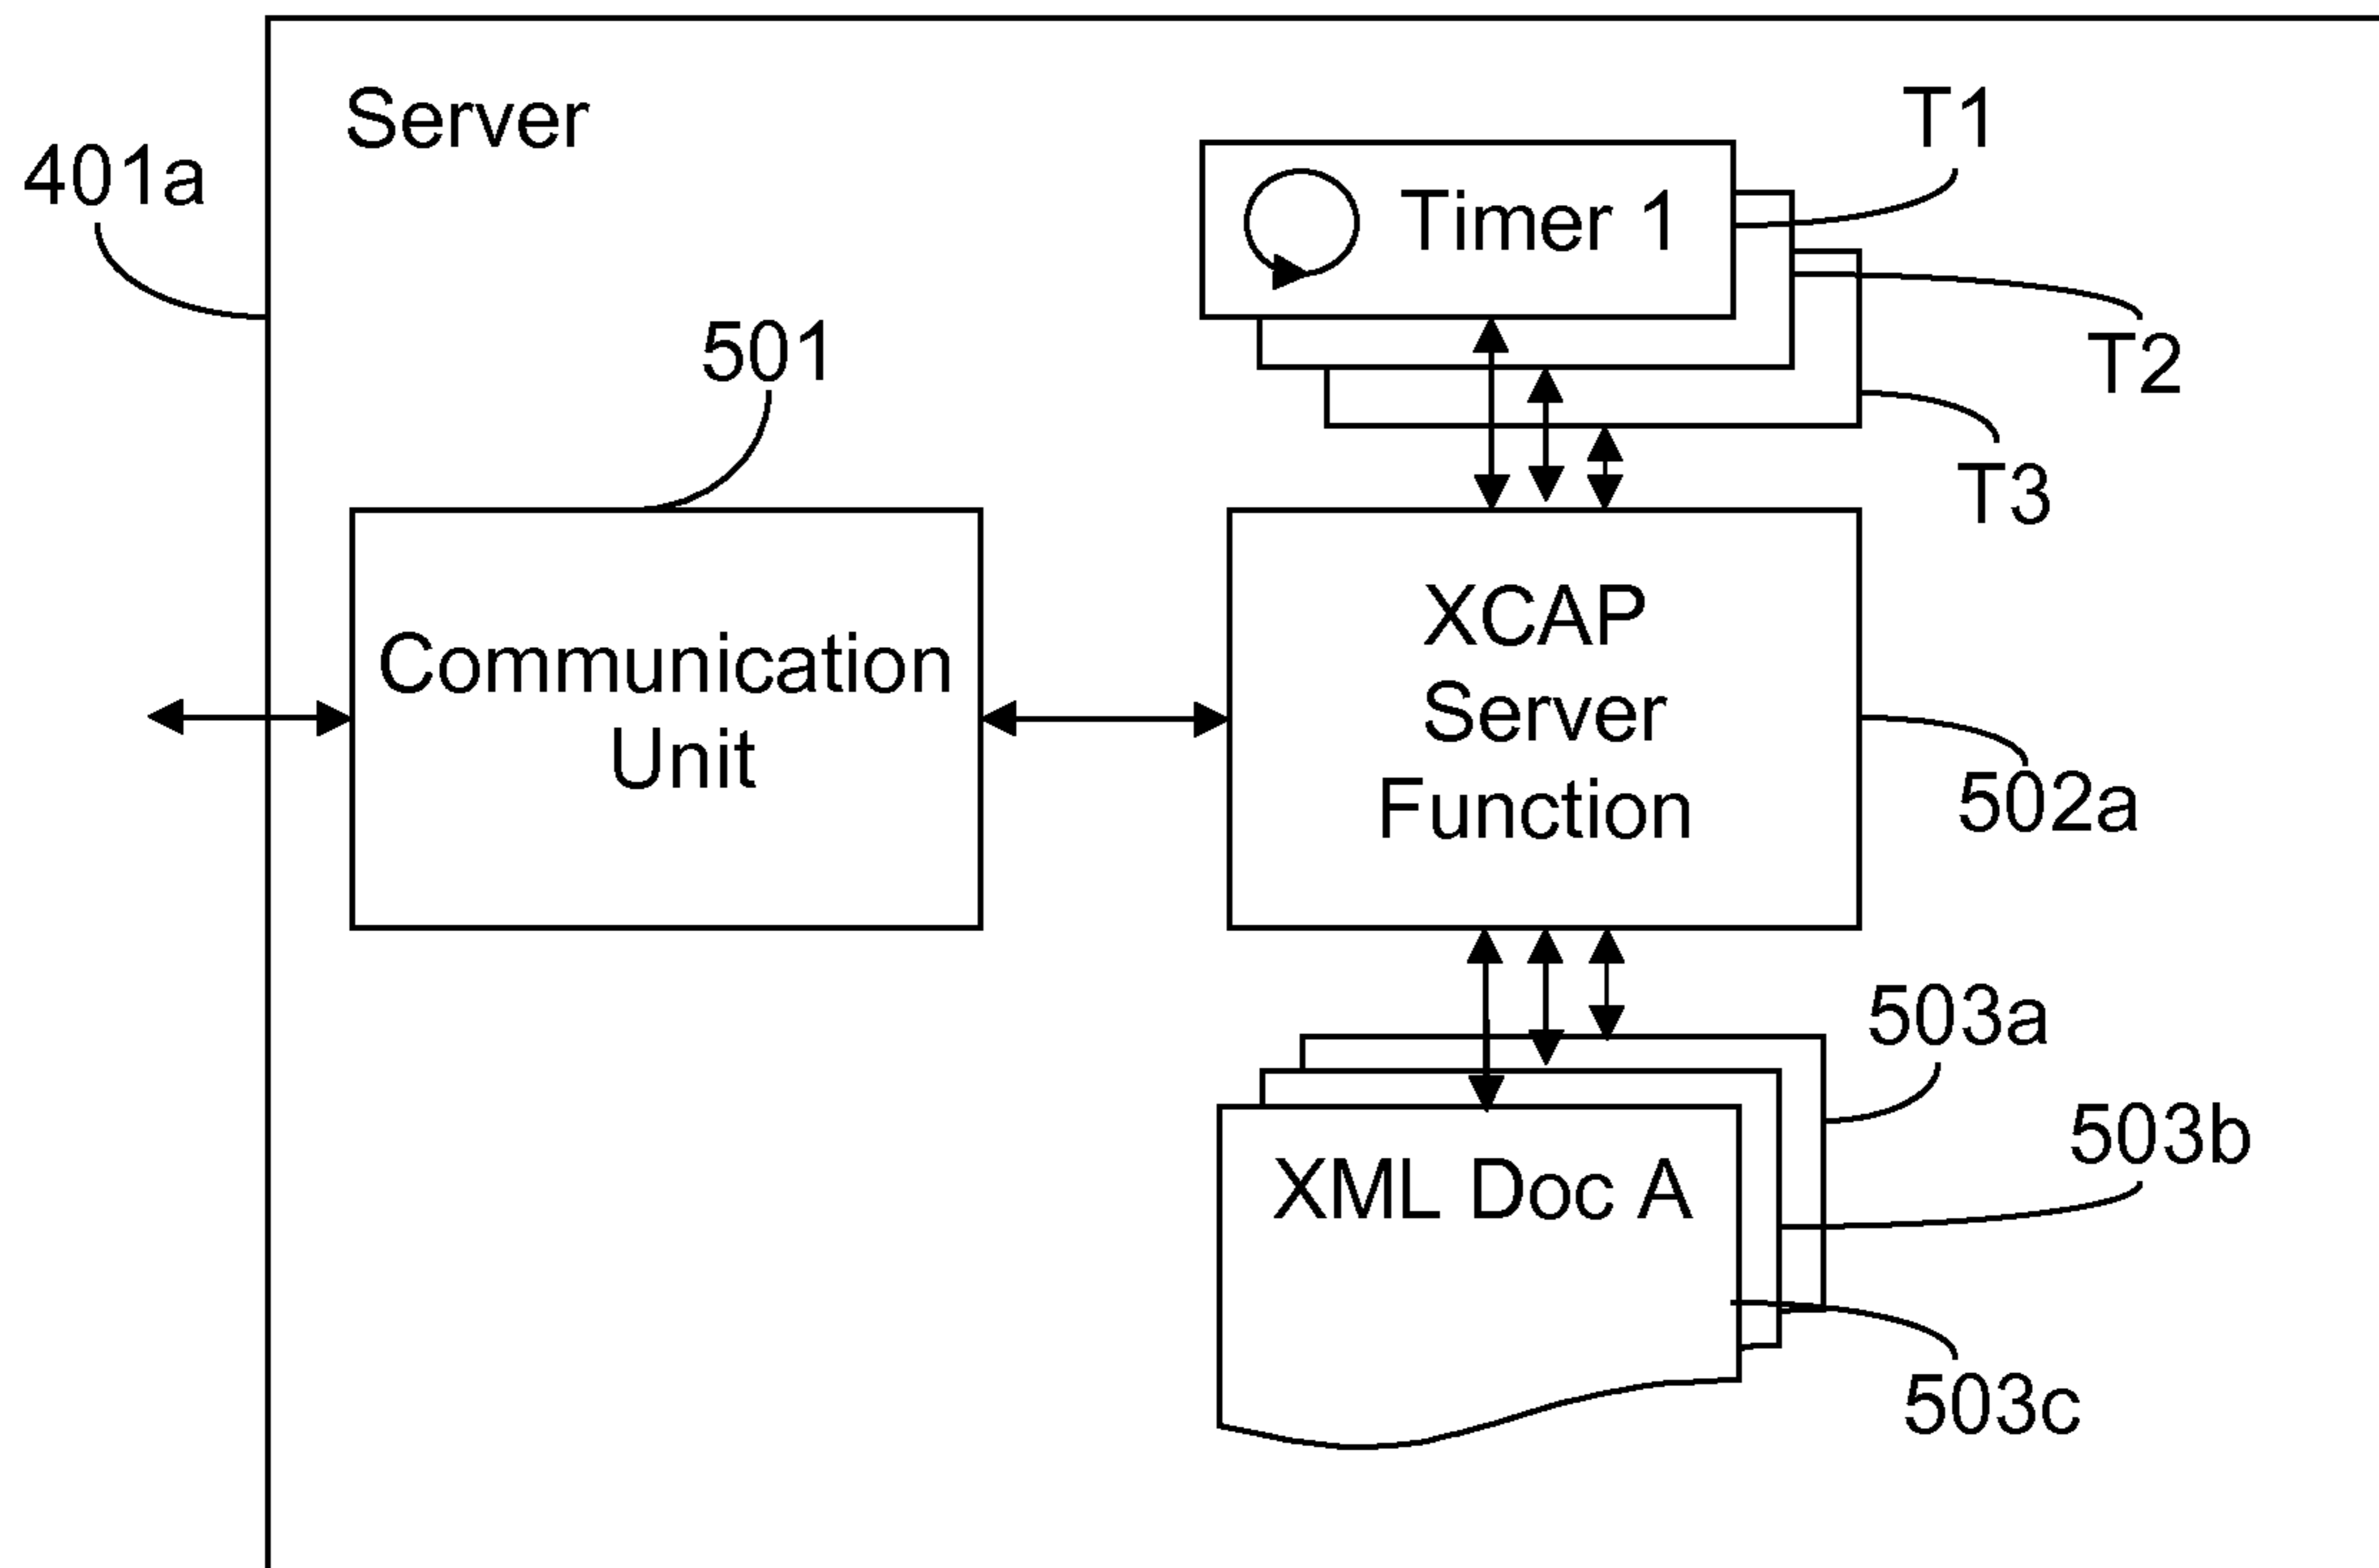 Server
T1
401a
Timer 1
501
T2
T3
XCAP
Server
Function
Communication
Unit
502a
503a
503b
XML Doc A
503c